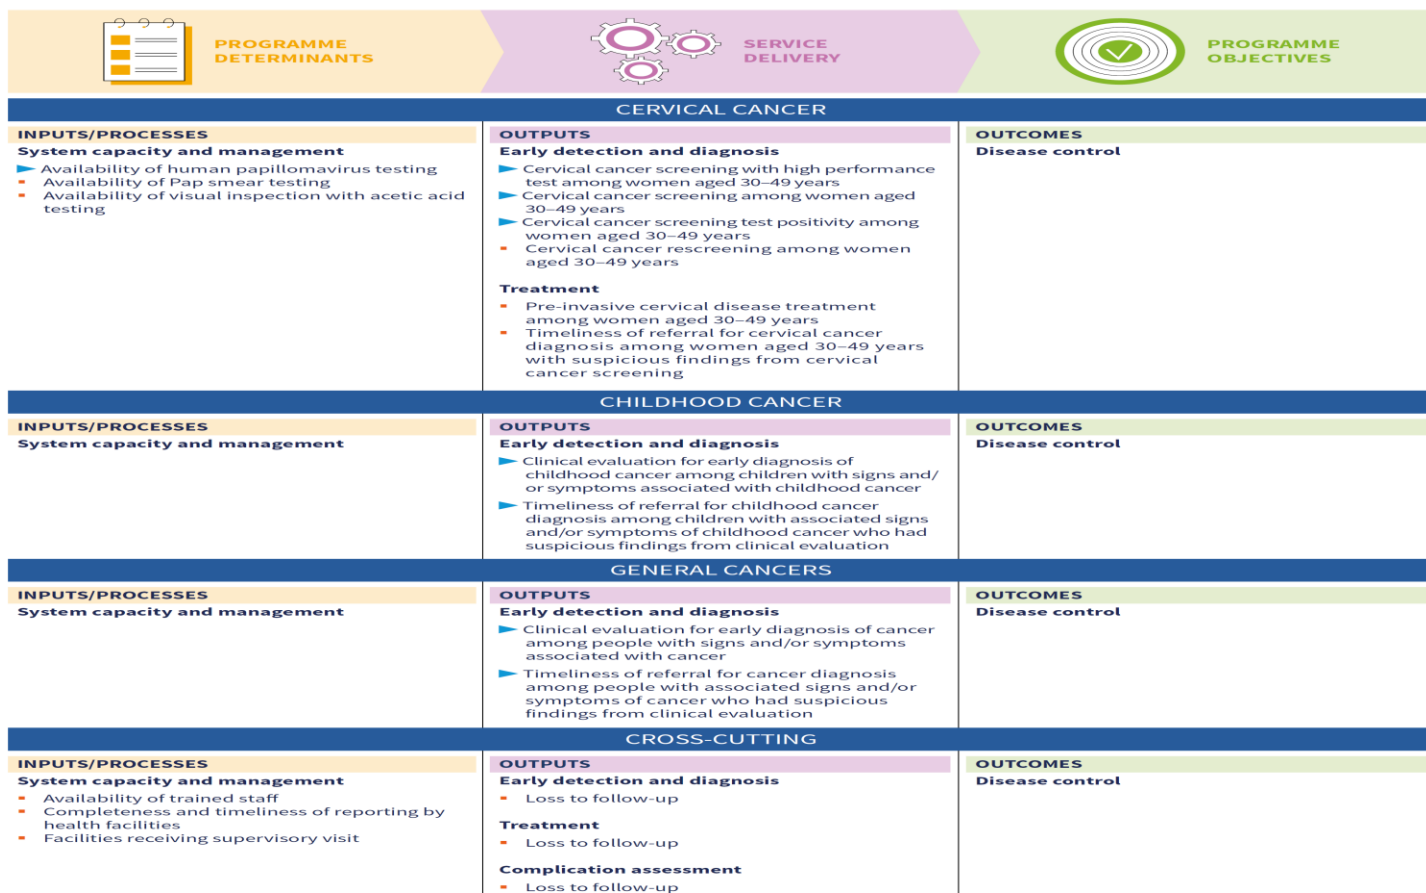 PROGRAMME
DETERMINANTS
SERVICE
DELIVERY
PROGRAMME
OBJECTIVES
CERVICAL CANCER
INPUTS/PROCESSES
System capacity and management
Availability of human papillomavirus testing
Availability of Pap smear testing
Availability of visual inspection with acetic acid
testing
OUTPUTS
Early detection and diagnosis
Cervical cancer screening with high performance
test among women aged 30–49 years
Cervical cancer screening among women aged
30–49 years
Cervical cancer screening test positivity among
women aged 30–49 years
Cervical cancer rescreening among women
aged 30–49 years
Treatment
Pre-invasive cervical disease treatment
among women aged 30–49 years
Timeliness of referral for cervical cancer
diagnosis among women aged 30–49 years
with suspicious findings from cervical
cancer screening
OUTCOMES
Disease control
CHILDHOOD CANCER
INPUTS/PROCESSES
System capacity and management
OUTPUTS
Early detection and diagnosis
Clinical evaluation for early diagnosis of
childhood cancer among children with signs and/
or symptoms associated with childhood cancer
Timeliness of referral for childhood cancer
diagnosis among children with associated signs
and/or symptoms of childhood cancer who had
suspicious findings from clinical evaluation
OUTCOMES
Disease control
GENERAL CANCERS
INPUTS/PROCESSES
System capacity and management
OUTPUTS
Early detection and diagnosis
Clinical evaluation for early diagnosis of cancer
among people with signs and/or symptoms
associated with cancer
Timeliness of referral for cancer diagnosis
among people with associated signs and/or
symptoms of cancer who had suspicious
findings from clinical evaluation
OUTCOMES
Disease control
CROSS-CUTTING
INPUTS/PROCESSES
System capacity and management
Availability of trained staff
Completeness and timeliness of reporting by
health facilities
Facilities receiving supervisory visit
OUTPUTS
Early detection and diagnosis
Loss to follow-up
Treatment
Loss to follow-up
Complication assessment
Loss to follow-up
OUTCOMES
Disease control